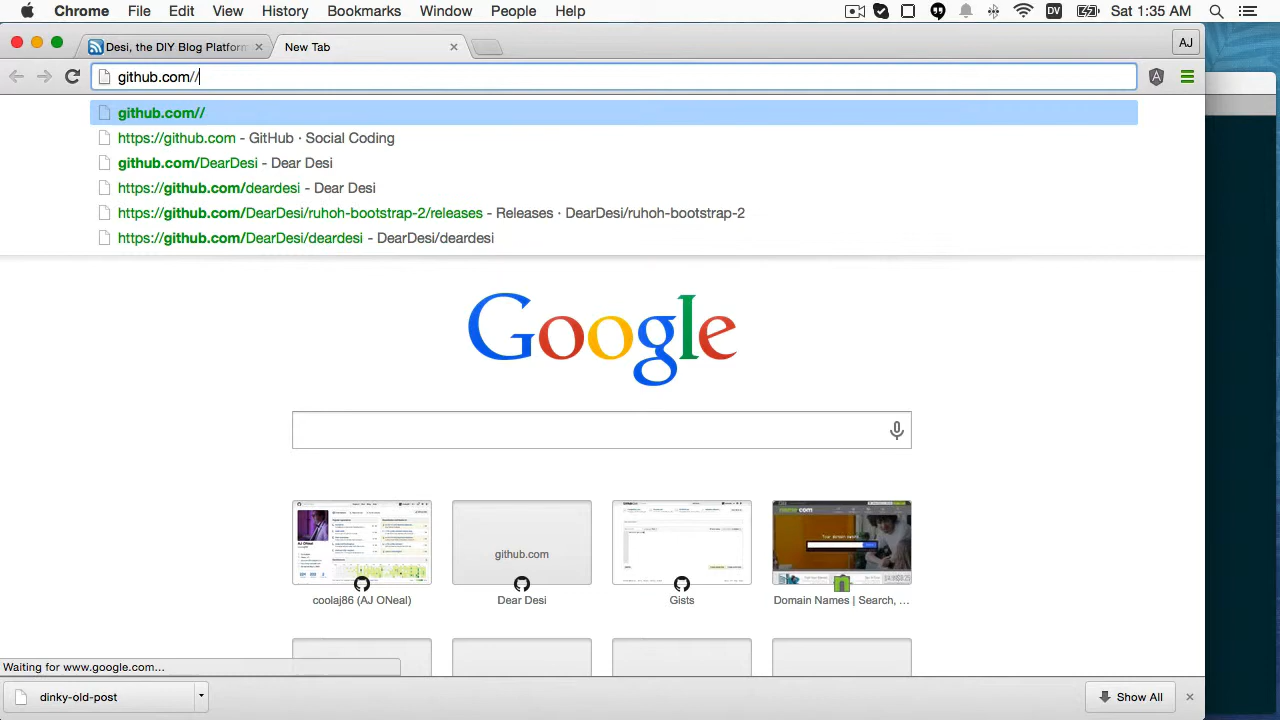 Chrome File Edit View History Bookmarks Window People Help Sat 1:35 AM
Desi, the DIY Blog Platform
New Tab
AJ
github.com//
github.com//
https://github.com - GitHub · Social Coding
github.com/DearDesi - Dear Desi
https://github.com/deardesi - Dear Desi
https://github.com/DearDesi/ruhoh-bootstrap-2/releases - Releases · DearDesi/ruhoh-bootstrap-2
https://github.com/DearDesi/deardesi - DearDesi/deardesi
Google
github.com
coolaj86 (AJ ONeal)
Dear Desi
Gists
Domain Names | Search, ...
Waiting for www.google.com...
dinky-old-post
Show All